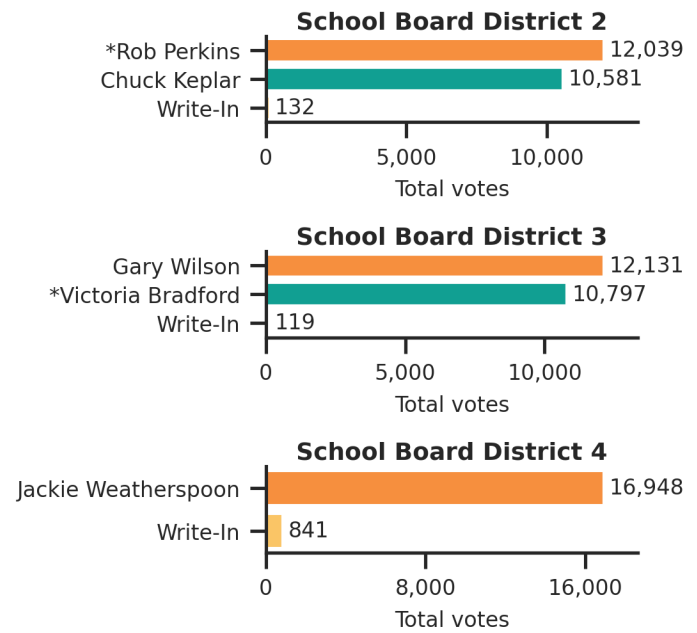 School Board District 2
*Rob Perkins 12,039
Chuck Keplar 10,581
Write-In 132
0 5,000 10,000
Total votes
School Board District 3
Gary Wilson 12,131
*Victoria Bradford 10,797
Write-In 119
0 5,000 10,000
Total votes
School Board District 4
Jackie Weatherspoon 16,948
Write-In 841
0 8,000 16,000
Total votes